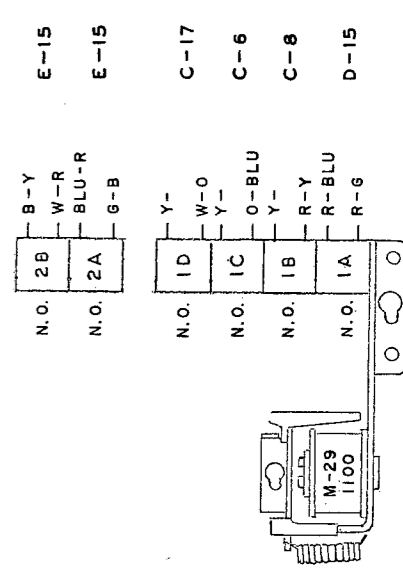 B-Y
N.O. 2B E-15
W-R
BLU-R
N.O. 2A E-15
G-B
Y-
N.O. 1D C-17
W-O
Y-
N.O. 1C C-6
O-BLU
Y-
N.O. 1B C-8
R-Y
R-BLU
N.O. 1A D-15
R-G
M-29
1100